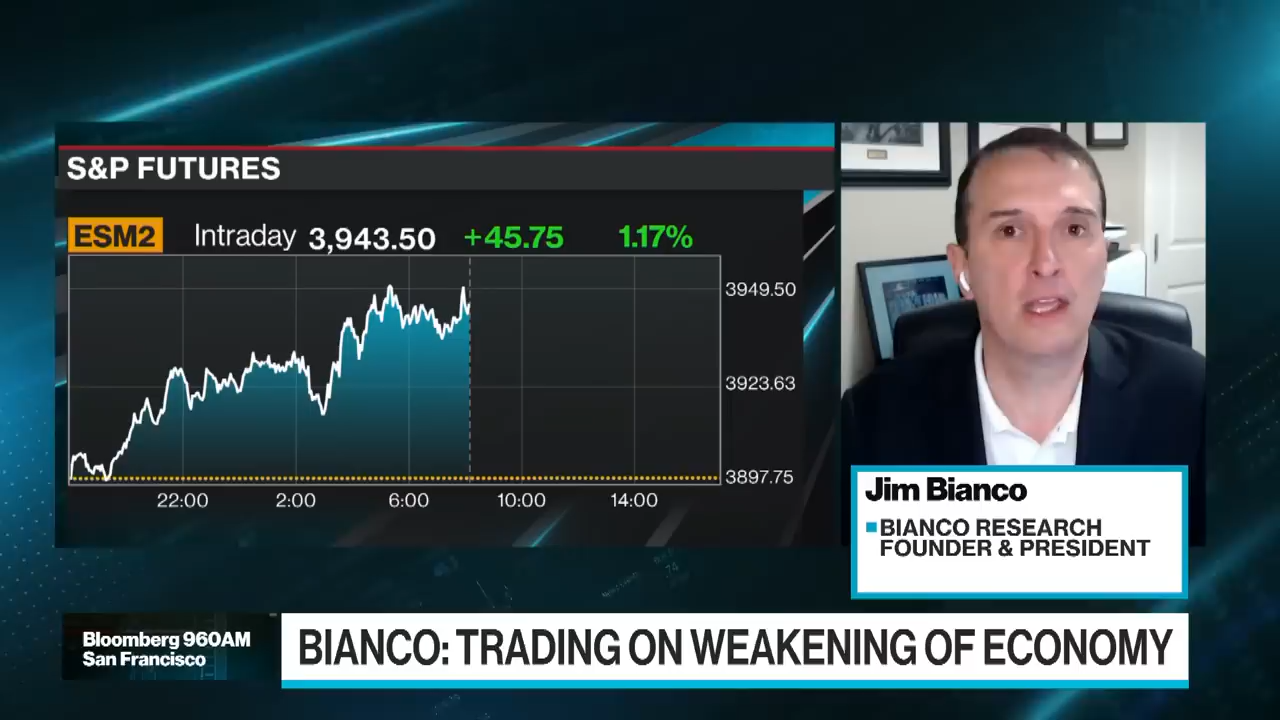 S&P FUTURES
ESM2 Intraday 3,943.50 +45.75 1.17%
3949.50
3923.63
3897.75
22:00 2:00 6:00 10:00 14:00
Jim Bianco
BIANCO RESEARCH
FOUNDER & PRESIDENT
Bloomberg 960AM
San Francisco
BIANCO: TRADING ON WEAKENING OF ECONOMY